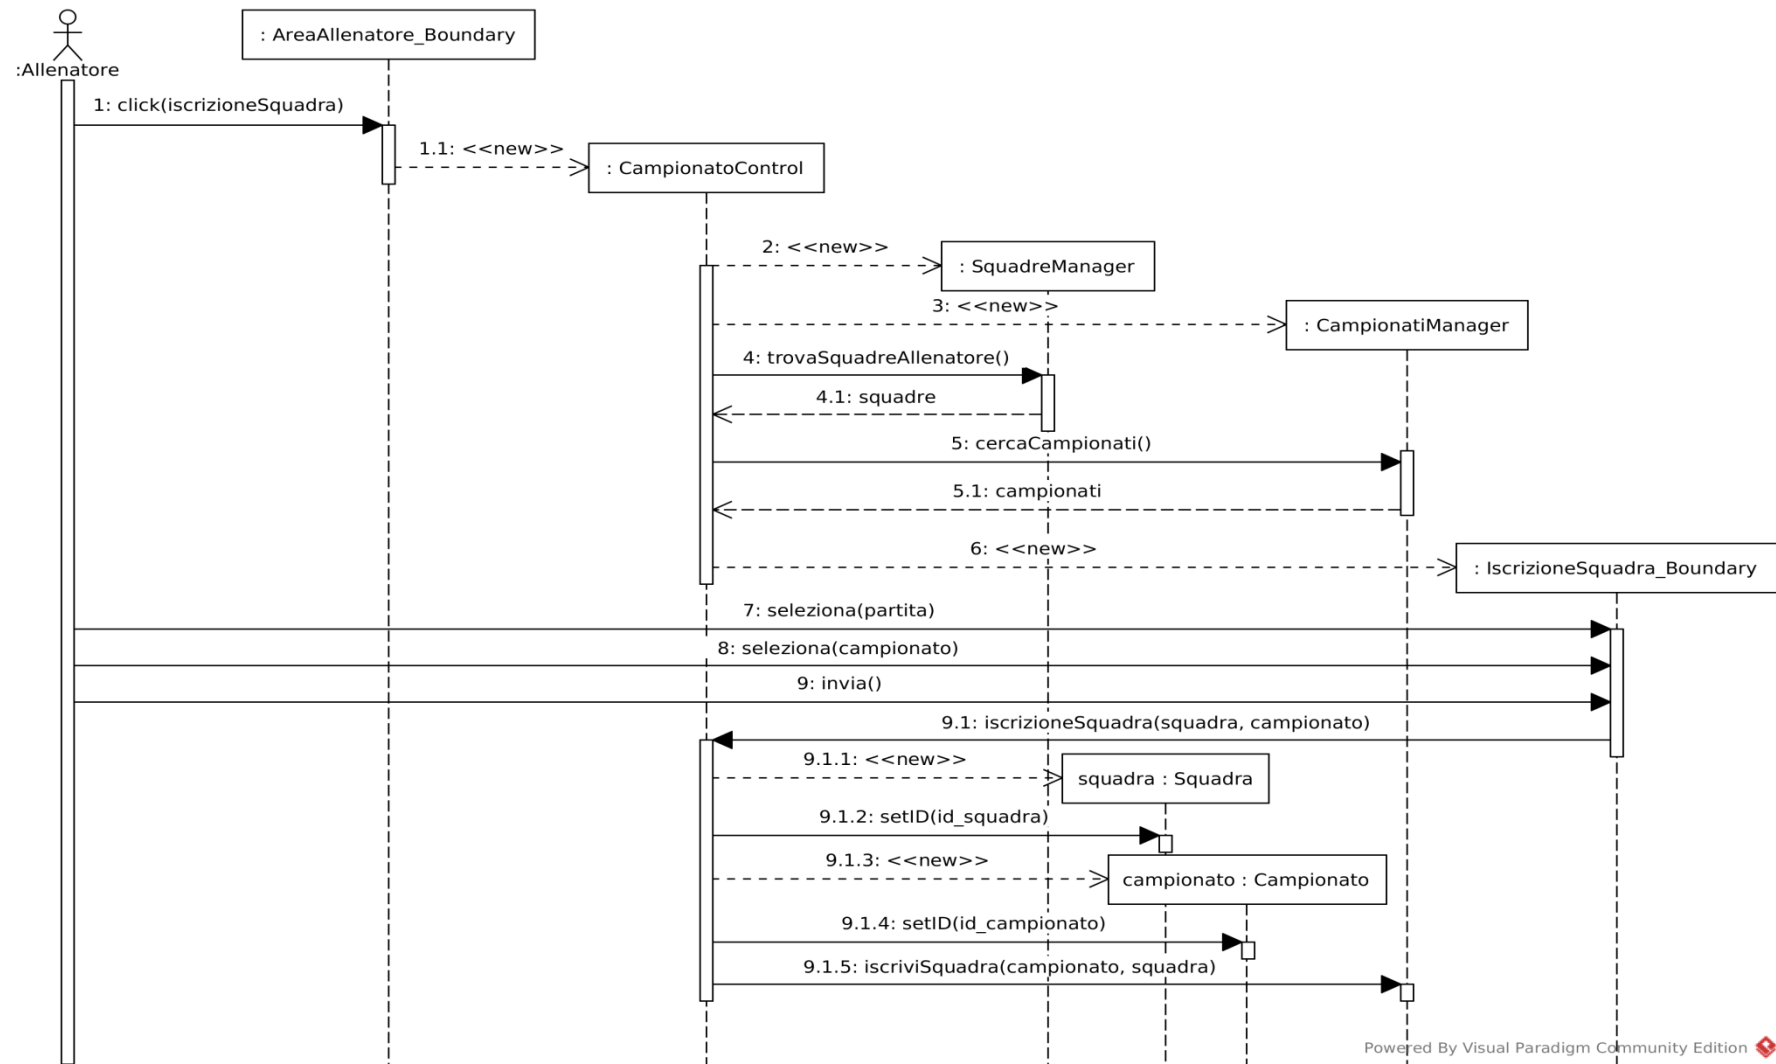 : AreaAllenatore_Boundary
:Allenatore
1: click(iscrizioneSquadra)
1.1: <<new>>
: CampionatoControl
2: <<new>>
: SquadreManager
3: <<new>>
: CampionatiManager
4: trovaSquadreAllenatore()
4.1: squadre
5: cercaCampionati()
5.1: campionati
6: <<new>>
: IscrizioneSquadra_Boundary
7: seleziona(partita)
8: seleziona(campionato)
9: invia()
9.1: iscrizioneSquadra(squadra, campionato)
9.1.1: <<new>>
squadra : Squadra
9.1.2: setID(id_squadra)
9.1.3: <<new>>
campionato : Campionato
9.1.4: setID(id_campionato)
9.1.5: iscriviSquadra(campionato, squadra)
Powered By Visual Paradigm Community Edition